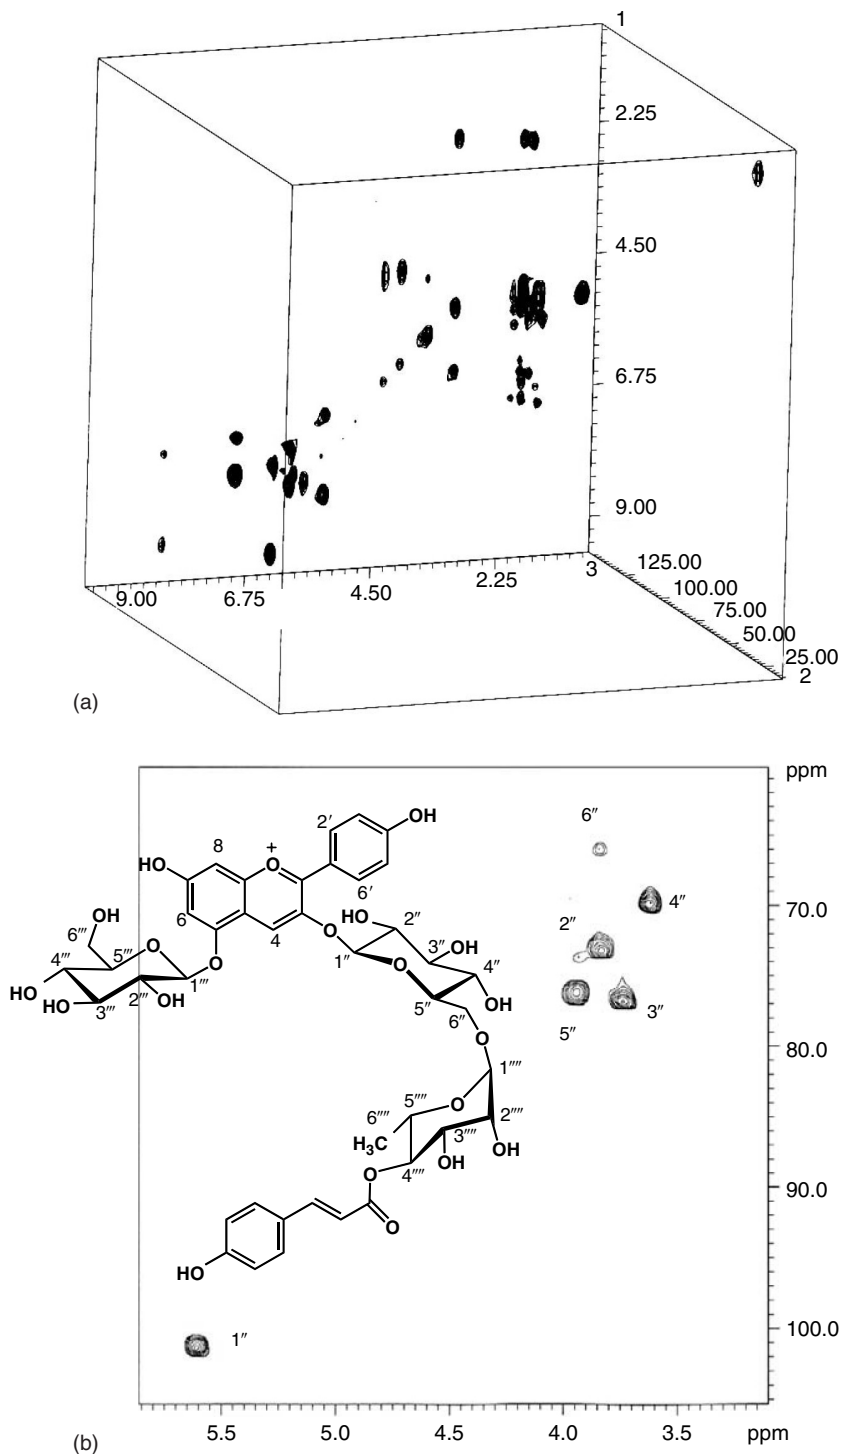 1
2.25
4.50
6.75
9.00
9.00 6.75 4.50 2.25 3
125.00
100.00
75.00
50.00
25.00
2
(a)
ppm
70.0
80.0
90.0
100.0
6″
4″
2″
5″
3″
1″
8 2′ OH
HO O + 6′
6 4
OH
6‴
4‴ 5‴ O
HO HO 3‴ 2‴ OH 1‴ O
O 1″ HO 2″
3″ HO
4″ OH
O 5″ 6″
O
1⁗
5⁗ O
6⁗ H₃C
2⁗
3⁗ OH OH
O 4⁗
O
HO
5.5 5.0 4.5 4.0 3.5 ppm
(b)